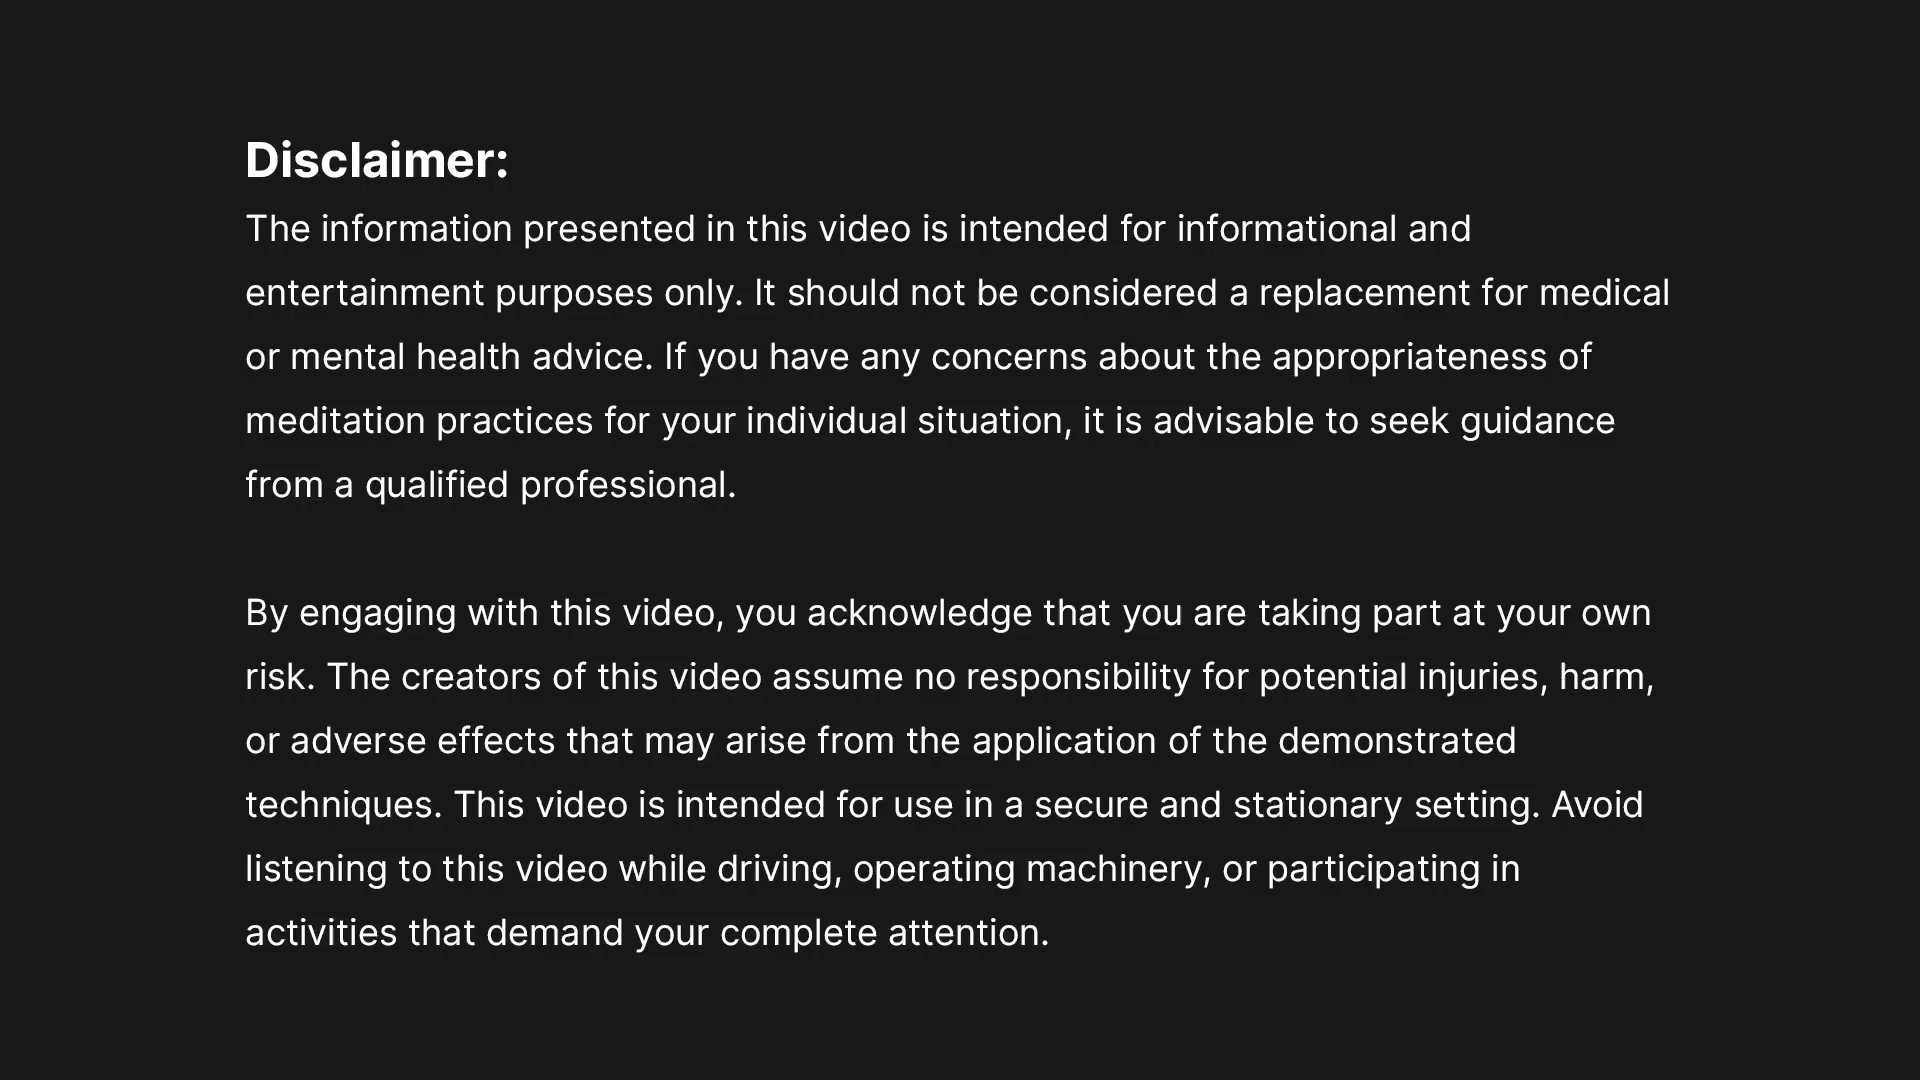 Disclaimer:
The information presented in this video is intended for informational and
entertainment purposes only. It should not be considered a replacement for medical
or mental health advice. If you have any concerns about the appropriateness of
meditation practices for your individual situation, it is advisable to seek guidance
from a qualified professional.
By engaging with this video, you acknowledge that you are taking part at your own
risk. The creators of this video assume no responsibility for potential injuries, harm,
or adverse effects that may arise from the application of the demonstrated
techniques. This video is intended for use in a secure and stationary setting. Avoid
listening to this video while driving, operating machinery, or participating in
activities that demand your complete attention.